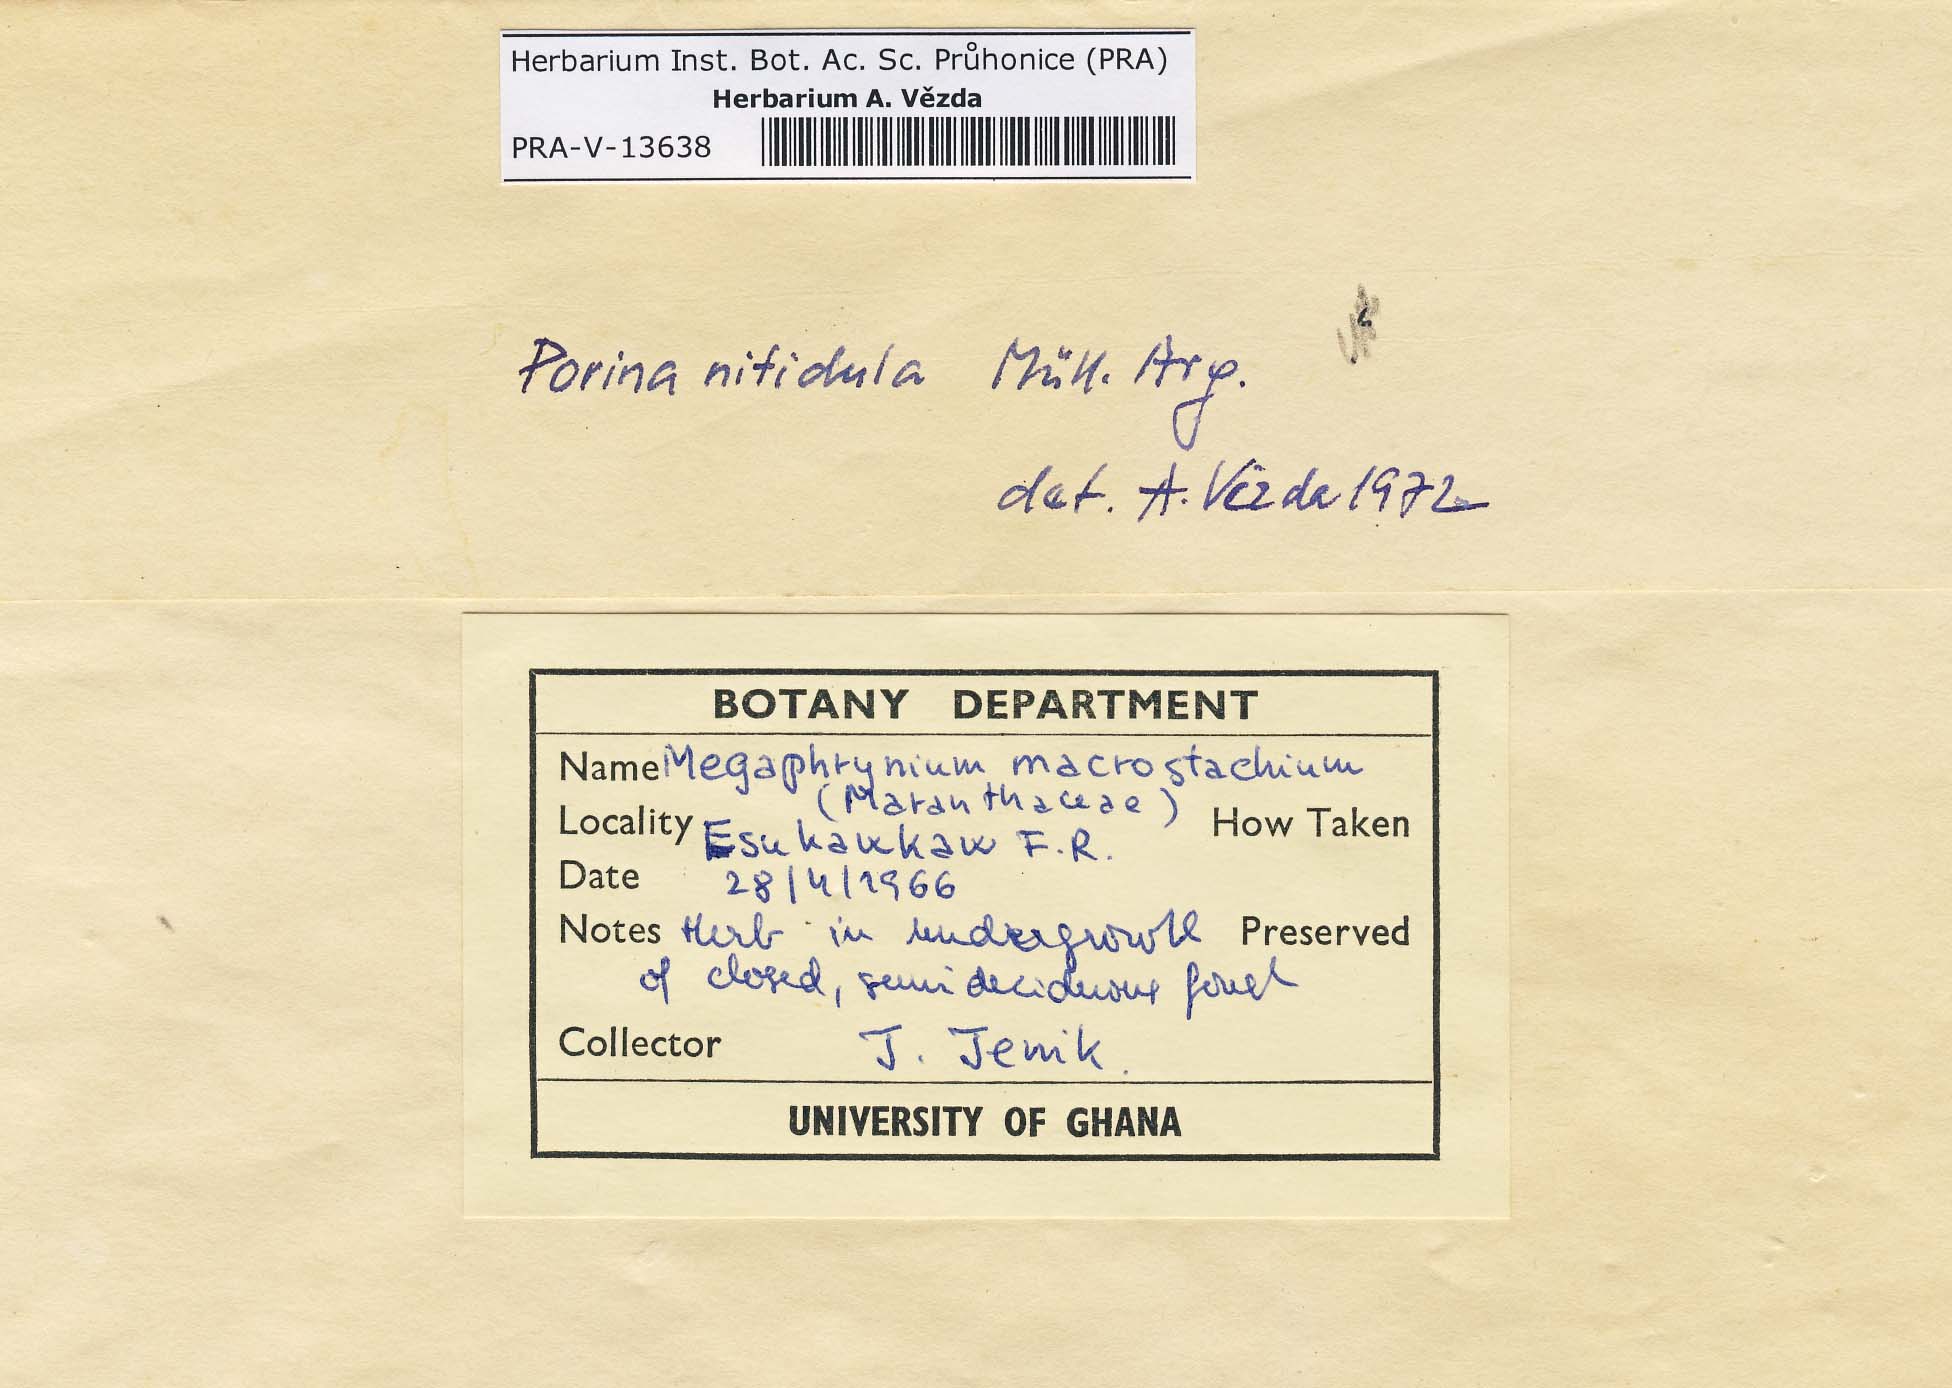 Herbarium Inst. Bot. Ac. Sc. Průhonice (PRA)
Herbarium A. Vězda
PRA-V-13638
Porina nitidula Müll. Arg.
det. A. Vězda 1972
BOTANY DEPARTMENT
Name Megaphrynium macrostachium
(Maranthaceae)
Locality Esukawkaw F.R. How Taken
Date 28/4/1966
Notes Herb in undergrowth Preserved
of closed, semideciduous forest
Collector J. Jenik
UNIVERSITY OF GHANA